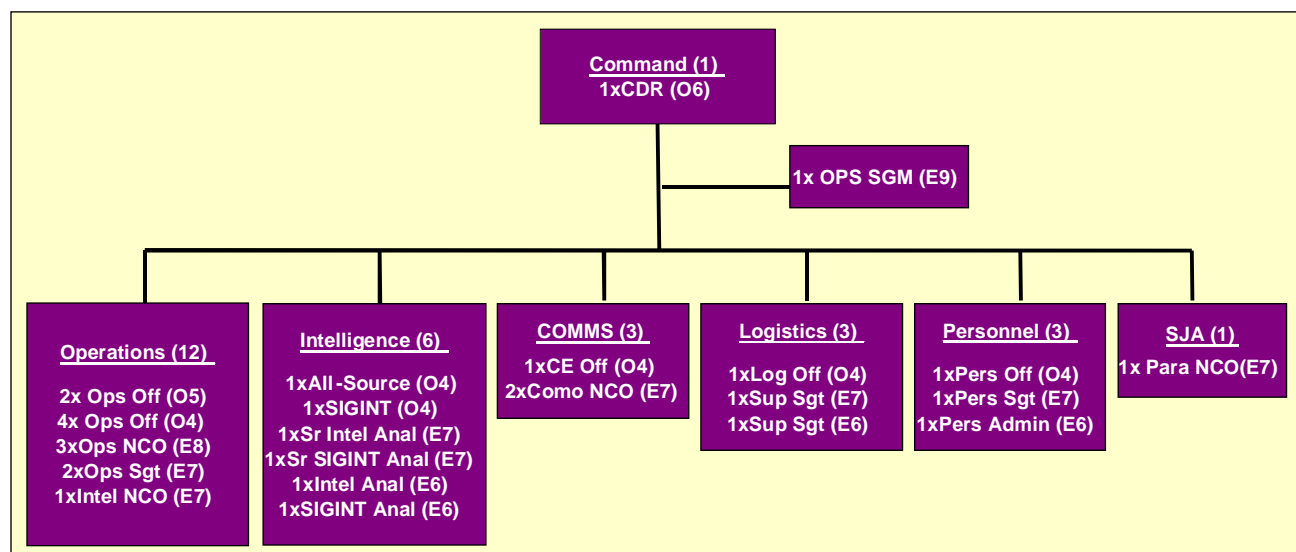 Command (1)
1xCDR (O6)
1x OPS SGM (E9)
Operations (12)
2x Ops Off (O5)
4x Ops Off (O4)
3xOps NCO (E8)
2xOps Sgt (E7)
1xIntel NCO (E7)
Intelligence (6)
1xAll-Source (O4)
1xSIGINT (O4)
1xSr Intel Anal (E7)
1xSr SIGINT Anal (E7)
1xIntel Anal (E6)
1xSIGINT Anal (E6)
COMMS (3)
1xCE Off (O4)
2xComo NCO (E7)
Logistics (3)
1xLog Off (O4)
1xSup Sgt (E7)
1xSup Sgt (E6)
Personnel (3)
1xPers Off (O4)
1xPers Sgt (E7)
1xPers Admin (E6)
SJA (1)
1x Para NCO(E7)